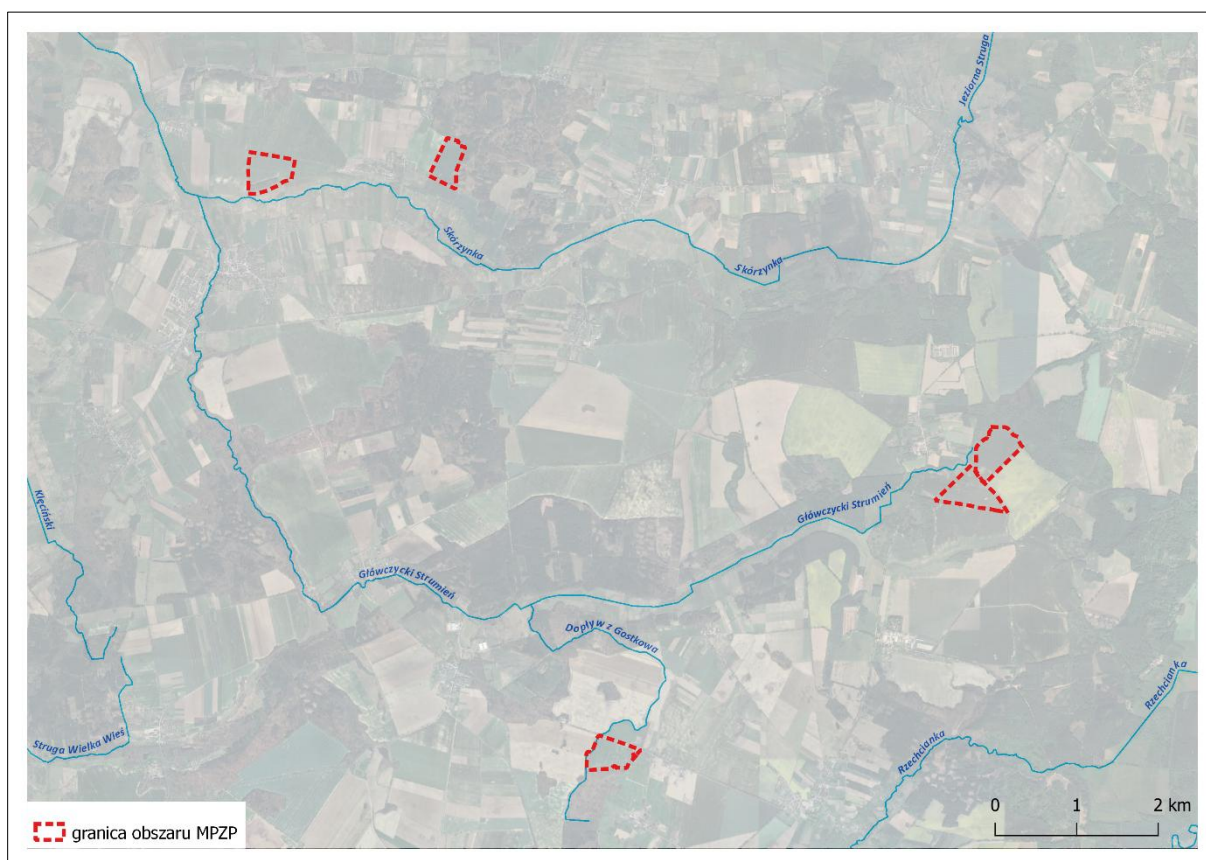 Jeziorna Struga
Skórzynka
Skórzynka
Klęciński
Główczycki Strumień
Główczycki Strumień
Dopływ z Gostkowa
Struga Wielka Wieś
Rzechcianka
Rzechcianka
granica obszaru MPZP
0 1 2 km